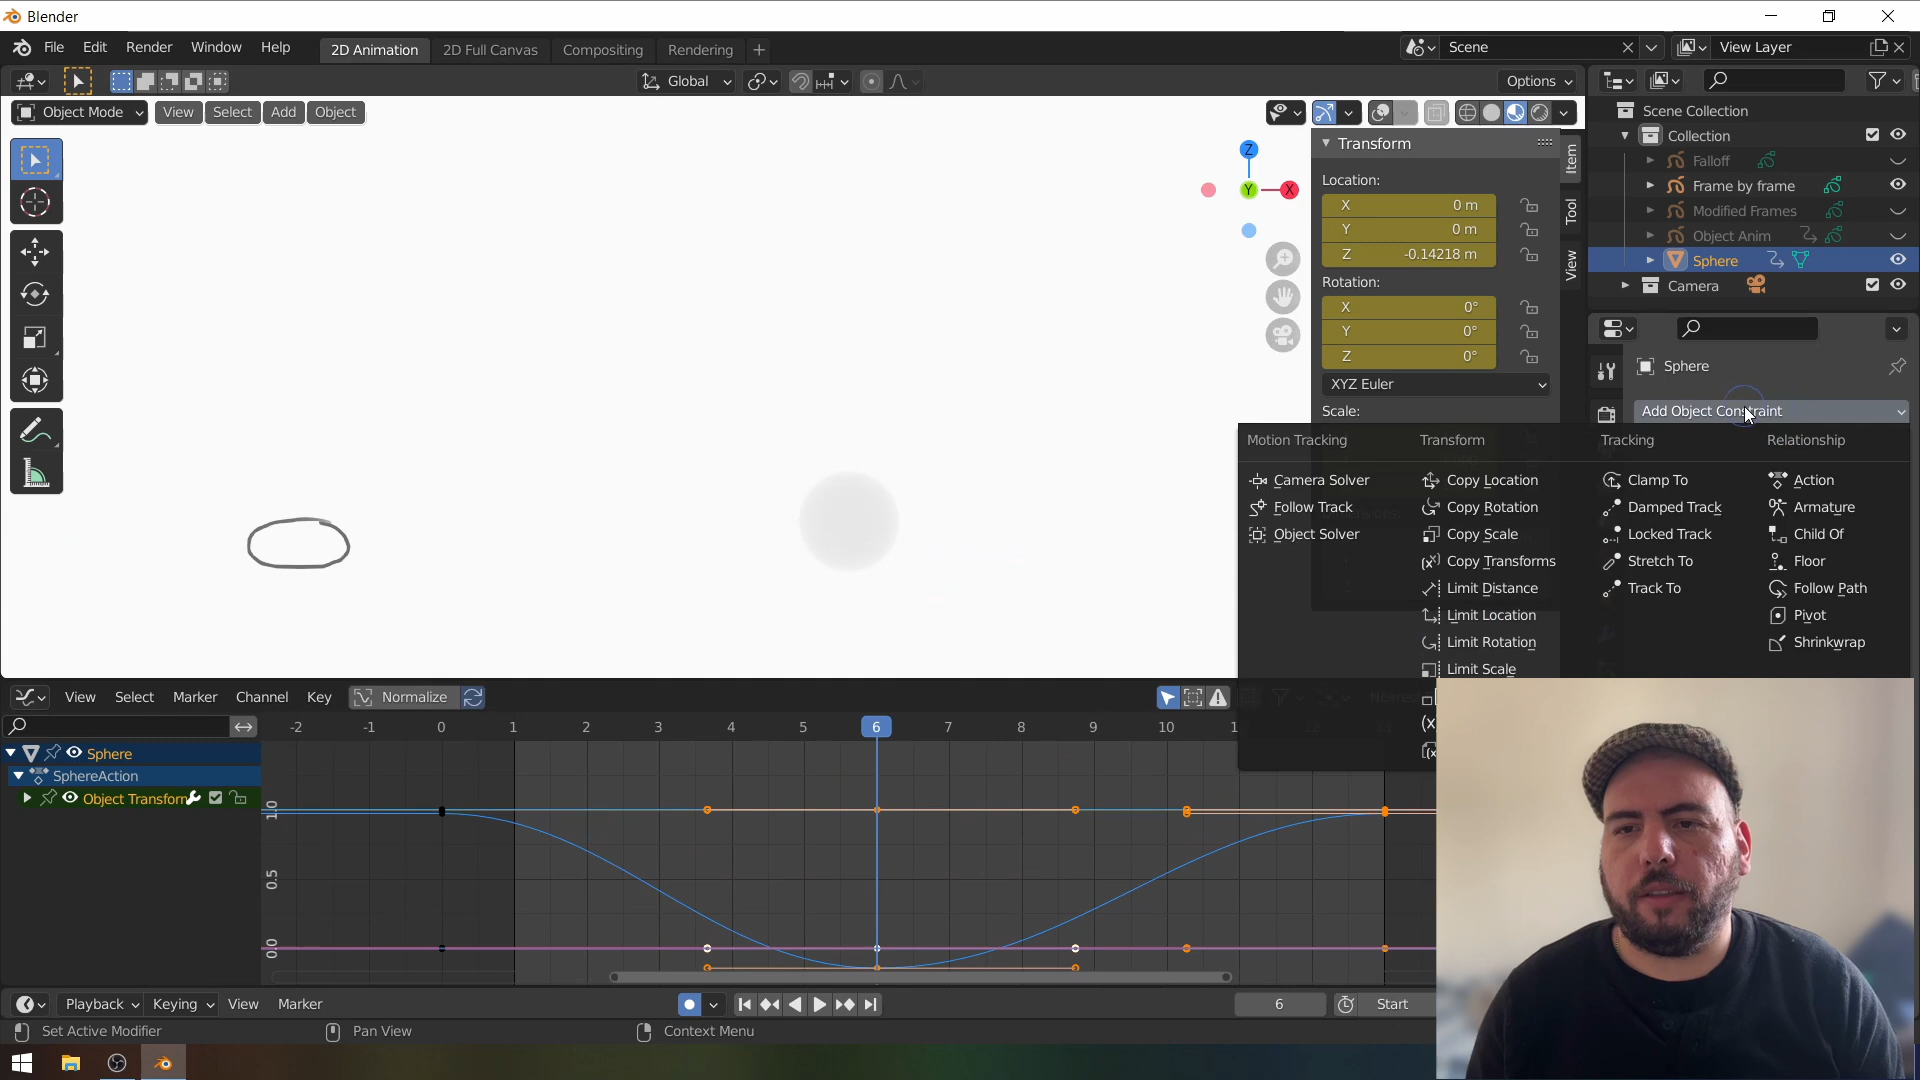 Blender
File Edit Render Window Help
2D Animation 2D Full Canvas Compositing Rendering +
Scene
View Layer
Global
Options
Object Mode View Select Add Object
Scene Collection
Collection
Falloff
Frame by frame
Modified Frames
Object Anim
Sphere
Camera
Z
Y X
Transform
Location:
X 0 m
Y 0 m
Z -0.14218 m
Rotation:
X 0°
Y 0°
Z 0°
XYZ Euler
Scale:
Item
Tool
View
Sphere
Add Object Constraint
Motion Tracking Transform Tracking Relationship
Camera Solver Copy Location Clamp To Action
Follow Track Copy Rotation Damped Track Armature
Object Solver Copy Scale Locked Track Child Of
Copy Transforms Stretch To Floor
Limit Distance Track To Follow Path
Limit Location Pivot
Limit Rotation Shrinkwrap
Limit Scale
View Select Marker Channel Key Normalize
-2 -1 0 1 2 3 4 5 6 7 8 9 10
Sphere
SphereAction
Object Transform
1.0
0.5
0.0
Playback Keying View Marker
6 Start
Set Active Modifier Pan View Context Menu